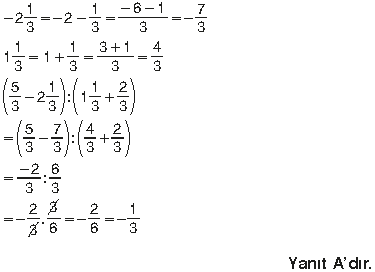 −2 1/3 = −2 − 1/3 = (−6 − 1)/3 = − 7/3
1 1/3 = 1 + 1/3 = (3 + 1)/3 = 4/3
(5/3 − 2 1/3) : (1 1/3 + 2/3)
= (5/3 − 7/3) : (4/3 + 2/3)
= −2/3 : 6/3
= − 2/3 . 3/6 = − 2/6 = − 1/3
Yanıt A’dır.